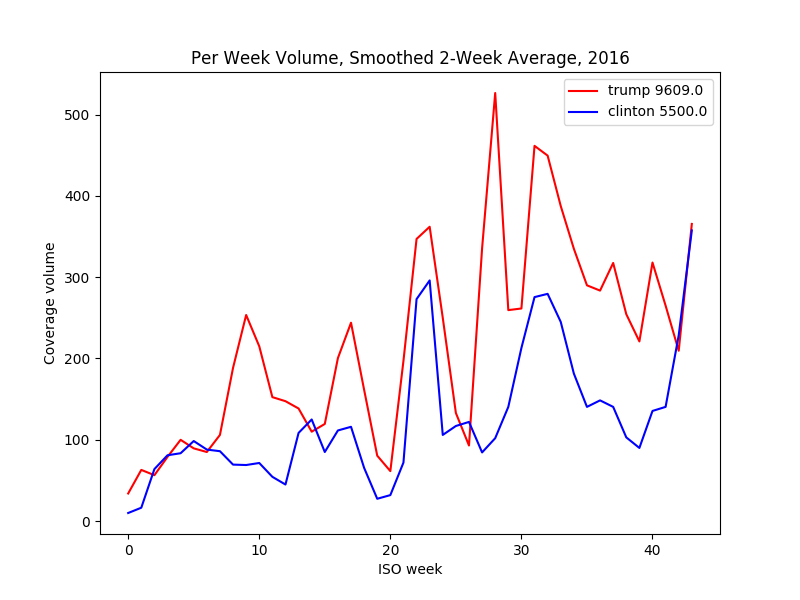 Per Week Volume, Smoothed 2-Week Average, 2016
trump 9609.0
clinton 5500.0
500
400
300
200
100
0
Coverage volume
0 10 20 30 40
ISO week